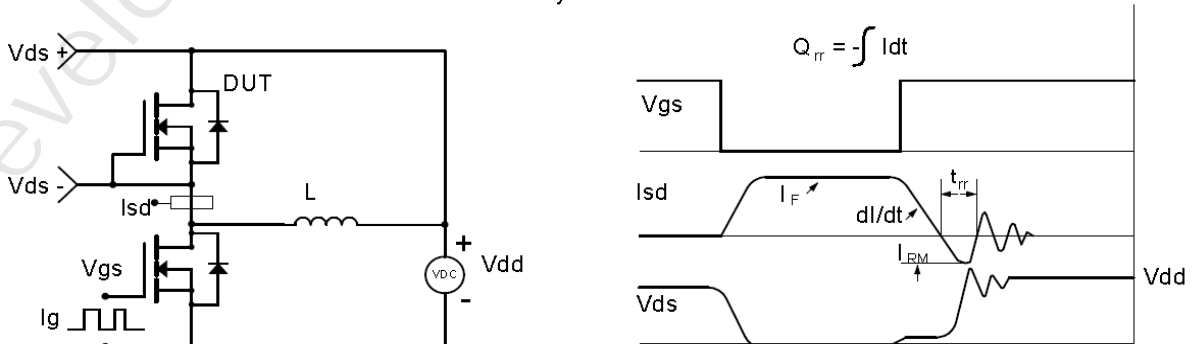 Vds +
DUT
Vds -
Isd
L
Vgs
Ig
+
VDC
-
Vdd
Q rr = -∫ Idt
Vgs
Isd
I F
dI/dt
t rr
I RM
Vds
Vdd